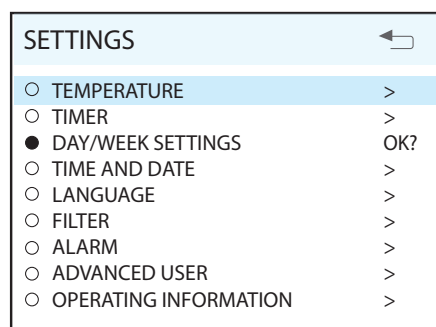 SETTINGS
TEMPERATURE >
TIMER >
DAY/WEEK SETTINGS OK?
TIME AND DATE >
LANGUAGE >
FILTER >
ALARM >
ADVANCED USER >
OPERATING INFORMATION >